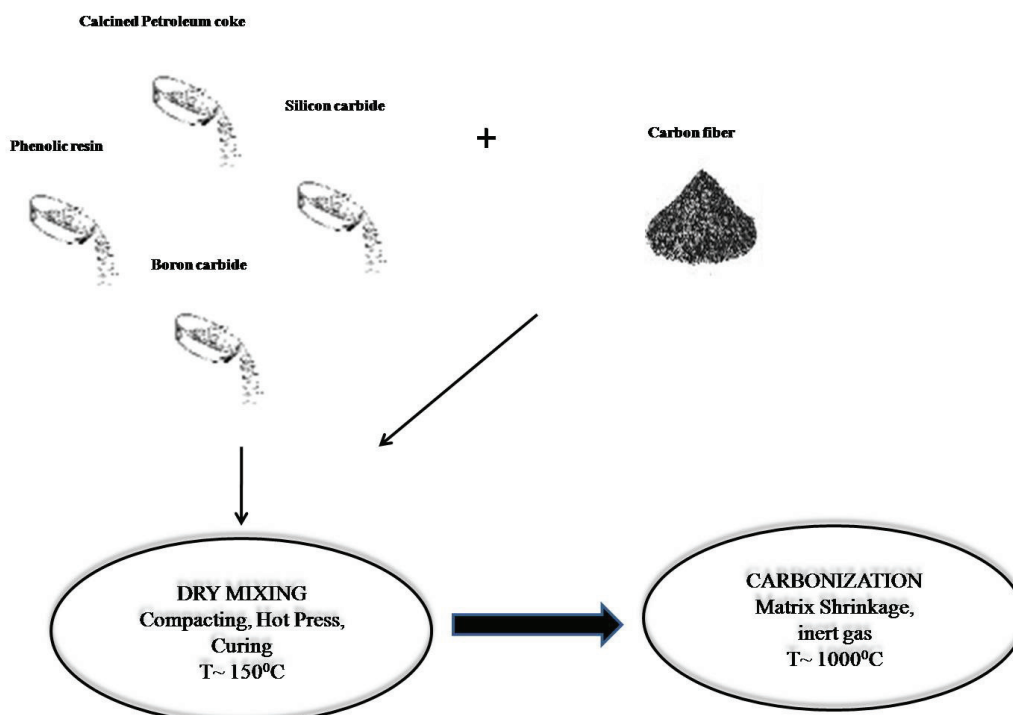 Calcined Petroleum coke
Silicon carbide
+
Carbon fiber
Phenolic resin
Boron carbide
DRY MIXING
Compacting, Hot Press,
Curing
T~ 150⁰C
CARBONIZATION
Matrix Shrinkage,
inert gas
T~ 1000⁰C